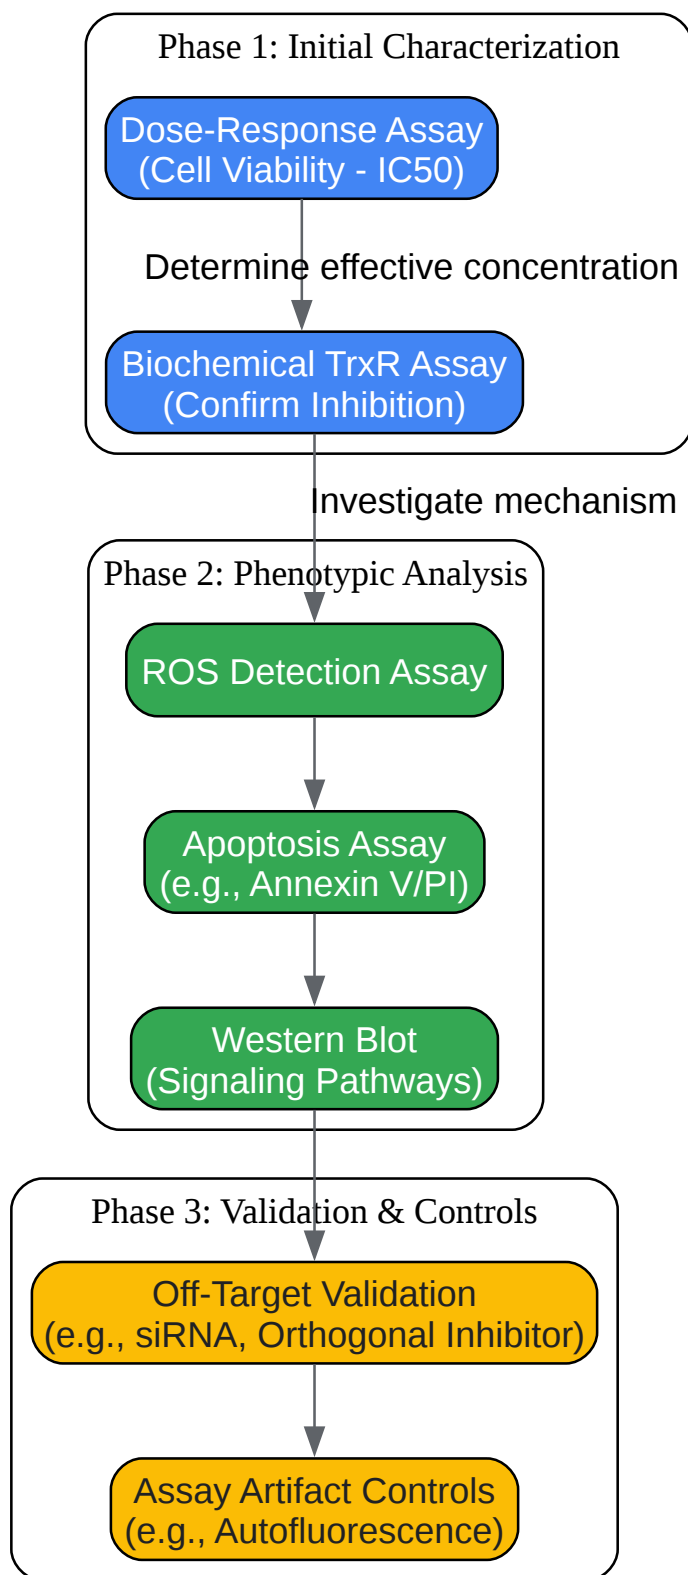 Phase 1: Initial Characterization
Dose-Response Assay
(Cell Viability - IC50)
Determine effective concentration
Biochemical TrxR Assay
(Confirm Inhibition)
Investigate mechanism
Phase 2: Phenotypic Analysis
ROS Detection Assay
Apoptosis Assay
(e.g., Annexin V/PI)
Western Blot
(Signaling Pathways)
Phase 3: Validation & Controls
Off-Target Validation
(e.g., siRNA, Orthogonal Inhibitor)
Assay Artifact Controls
(e.g., Autofluorescence)